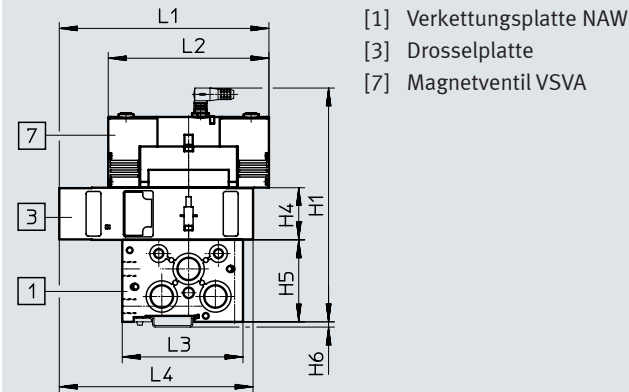 L1
L2
7
3
1
H1
H4
H5
H6
L3
L4
[1] Verkettungsplatte NAW
[3] Drosselplatte
[7] Magnetventil VSVA